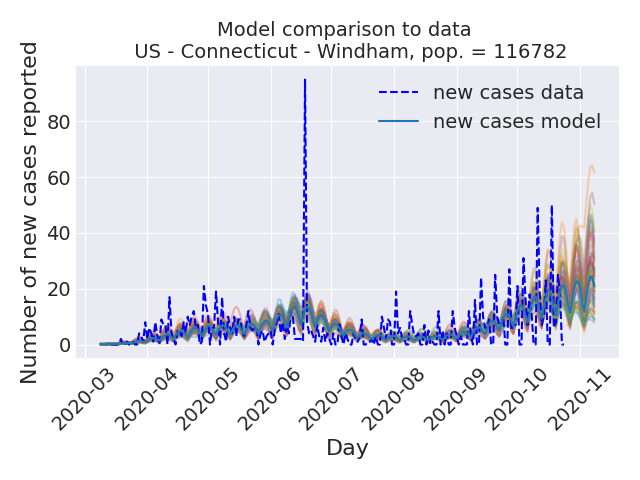 Model comparison to data
US - Connecticut - Windham, pop. = 116782
Number of new cases reported
80
60
40
20
0
new cases data
new cases model
2020-03
2020-04
2020-05
2020-06
2020-07
2020-08
2020-09
2020-10
2020-11
Day